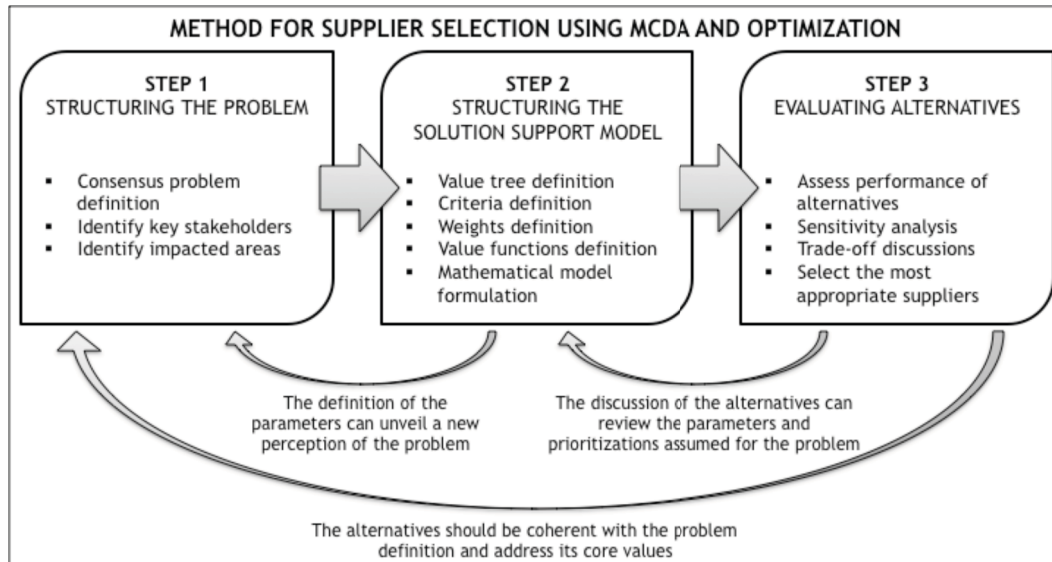 METHOD FOR SUPPLIER SELECTION USING MCDA AND OPTIMIZATION
STEP 1
STRUCTURING THE PROBLEM
▪ Consensus problem
definition
▪ Identify key stakeholders
▪ Identify impacted areas
STEP 2
STRUCTURING THE
SOLUTION SUPPORT MODEL
▪ Value tree definition
▪ Criteria definition
▪ Weights definition
▪ Value functions definition
▪ Mathematical model
formulation
STEP 3
EVALUATING ALTERNATIVES
▪ Assess performance of
alternatives
▪ Sensitivity analysis
▪ Trade-off discussions
▪ Select the most
appropriate suppliers
The definition of the
parameters can unveil a new
perception of the problem
The discussion of the alternatives can
review the parameters and
prioritizations assumed for the problem
The alternatives should be coherent with the problem
definition and address its core values